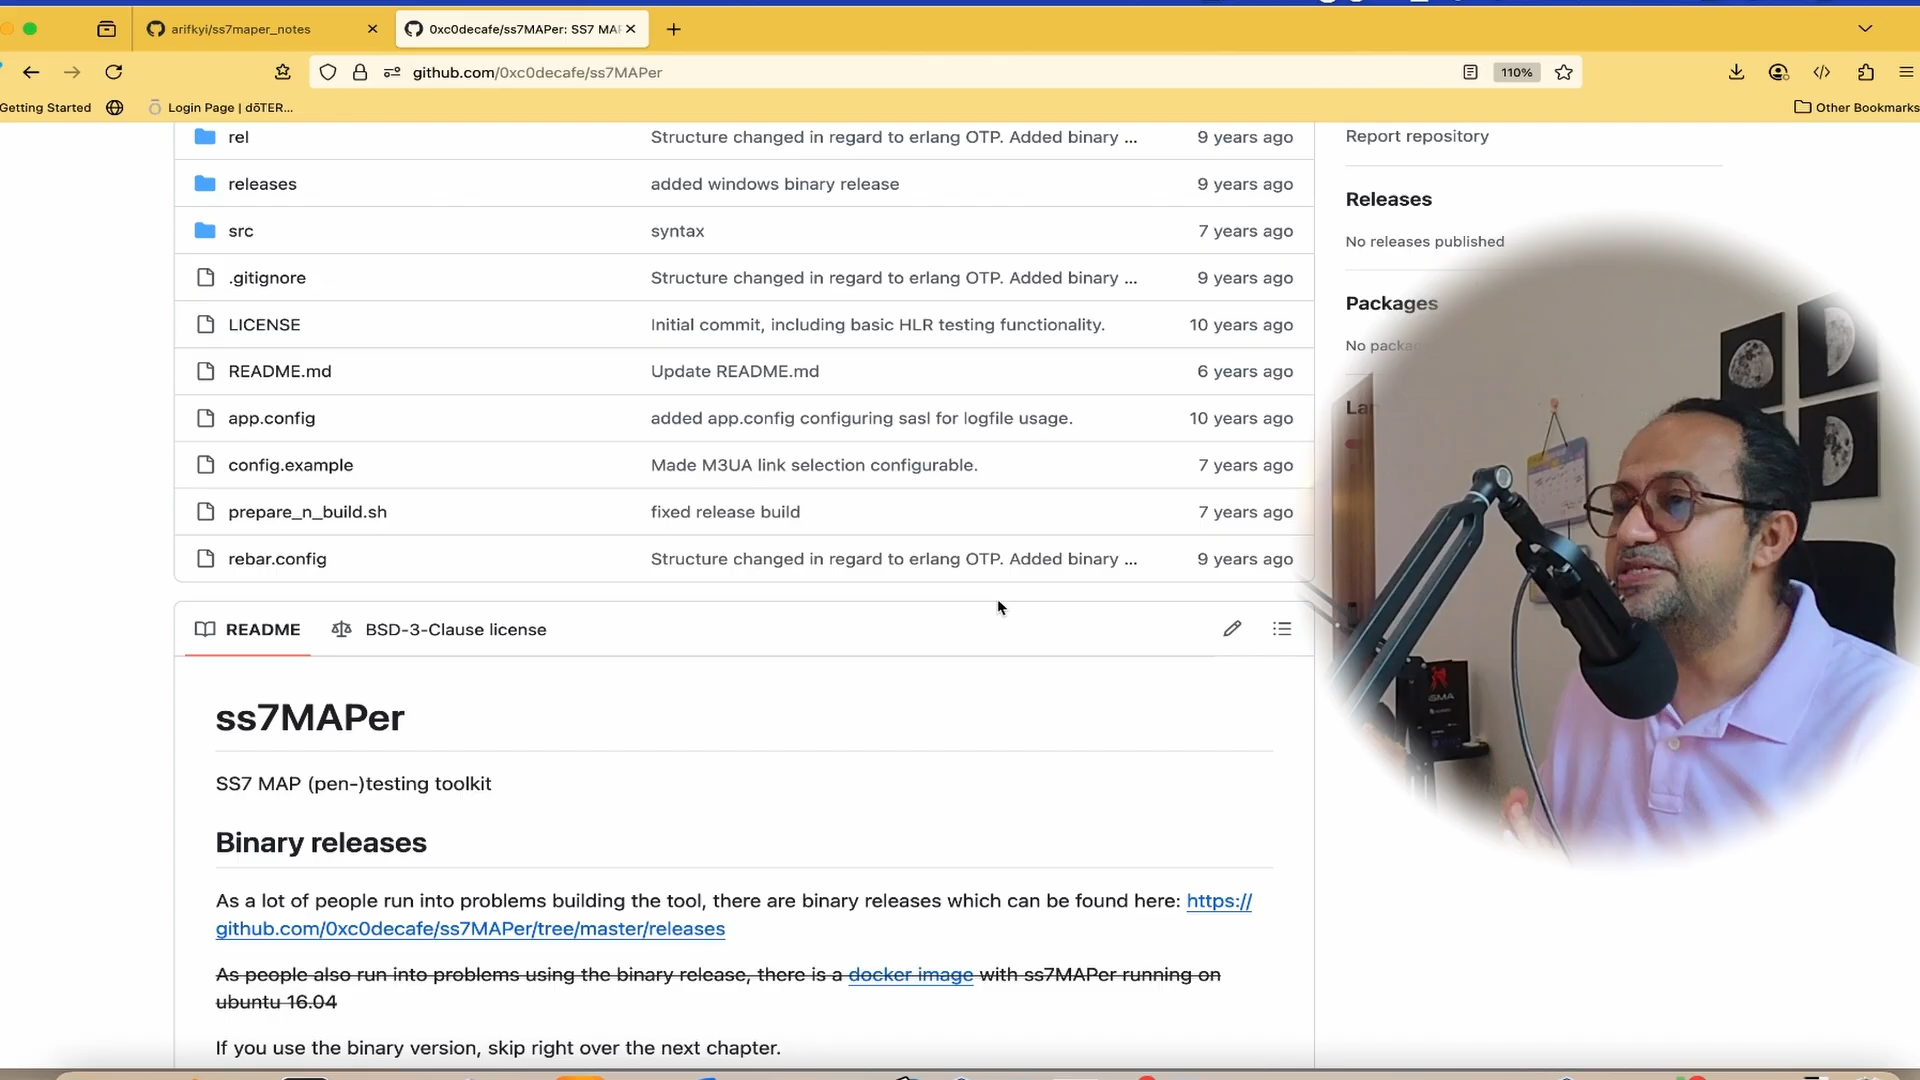 arifkyi/ss7maper_notes
0xc0decafe/ss7MAPer: SS7 MA
github.com/0xc0decafe/ss7MAPer
110%
Getting Started
Login Page | dōTER...
Other Bookmarks
rel Structure changed in regard to erlang OTP. Added binary ... 9 years ago
releases added windows binary release 9 years ago
src syntax 7 years ago
.gitignore Structure changed in regard to erlang OTP. Added binary ... 9 years ago
LICENSE Initial commit, including basic HLR testing functionality. 10 years ago
README.md Update README.md 6 years ago
app.config added app.config configuring sasl for logfile usage. 10 years ago
config.example Made M3UA link selection configurable. 7 years ago
prepare_n_build.sh fixed release build 7 years ago
rebar.config Structure changed in regard to erlang OTP. Added binary ... 9 years ago
Report repository
Releases
No releases published
Packages
No packa
README
BSD-3-Clause license
ss7MAPer
SS7 MAP (pen-)testing toolkit
Binary releases
As a lot of people run into problems building the tool, there are binary releases which can be found here: https://
github.com/0xc0decafe/ss7MAPer/tree/master/releases
As people also run into problems using the binary release, there is a docker image with ss7MAPer running on
ubuntu 16.04
If you use the binary version, skip right over the next chapter.